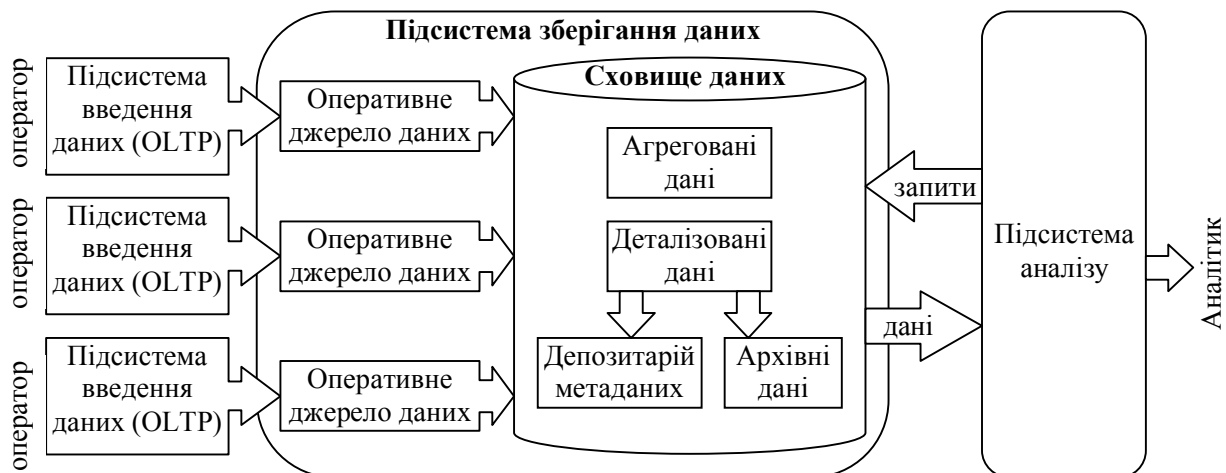 Підсистема зберігання даних
оператор
Підсистема
введення
даних (OLTP)
Оперативне
джерело даних
оператор
Підсистема
введення
даних (OLTP)
Оперативне
джерело даних
оператор
Підсистема
введення
даних (OLTP)
Оперативне
джерело даних
Сховище даних
Агреговані
дані
Деталізовані
дані
Депозитарій
метаданих
Архівні
дані
запити
дані
Підсистема
аналізу
Аналітик